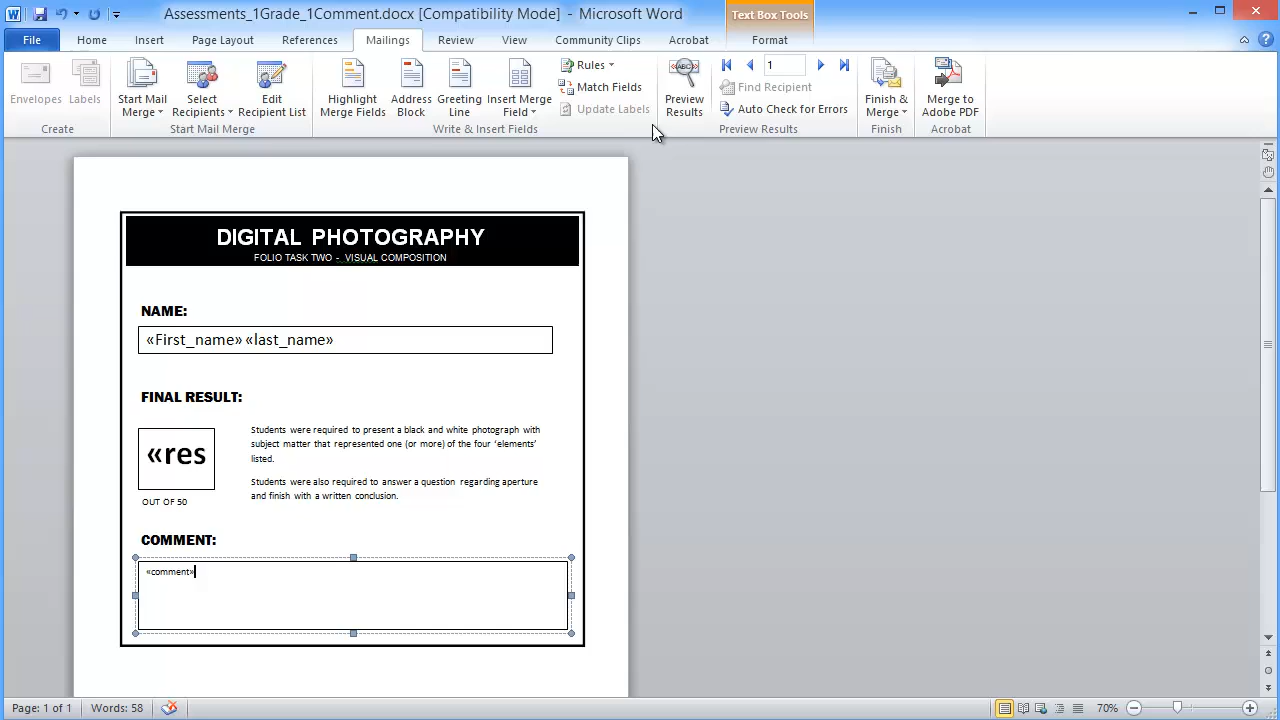 Assessments_1Grade_1Comment.docx [Compatibility Mode] - Microsoft Word
Text Box Tools
File Home Insert Page Layout References Mailings Review View Community Clips Acrobat Format
Envelopes
Labels
Create
Start Mail Merge
Select Recipients
Edit Recipient List
Start Mail Merge
Highlight Merge Fields
Address Block
Greeting Line
Insert Merge Field
Rules
Match Fields
Update Labels
Write & Insert Fields
«ABC»
Preview Results
1
Find Recipient
Auto Check for Errors
Preview Results
Finish & Merge
Finish
Merge to Adobe PDF
Acrobat
DIGITAL PHOTOGRAPHY
FOLIO TASK TWO - VISUAL COMPOSITION
NAME:
«First_name» «last_name»
FINAL RESULT:
«res
OUT OF 50
Students were required to present a black and white photograph with
subject matter that represented one (or more) of the four ‘elements’
listed.
Students were also required to answer a question regarding aperture
and finish with a written conclusion.
COMMENT:
«comment»
Page: 1 of 1 Words: 58 70%